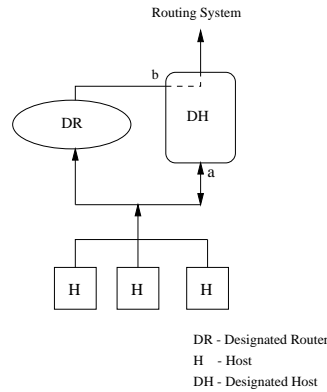 Routing System
b
DR
DH
a
H H H
DR - Designated Router
H - Host
DH - Designated Host